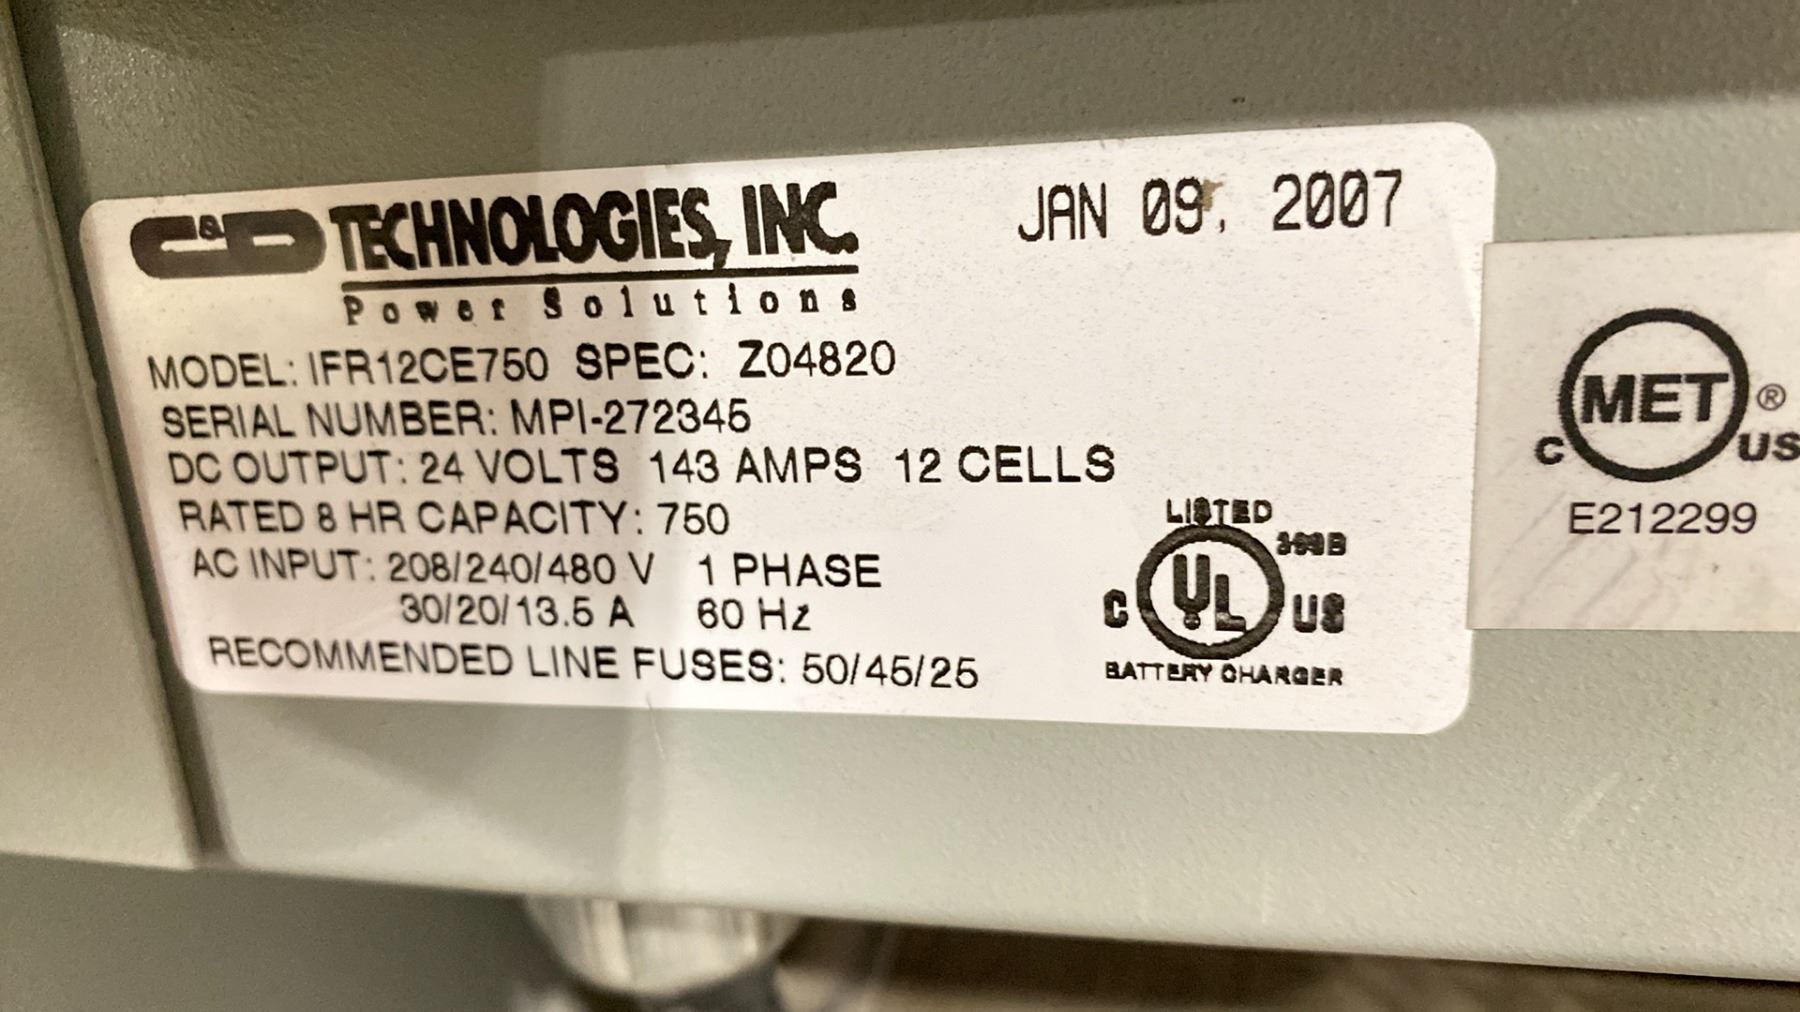 C&D TECHNOLOGIES, INC.
Power Solutions
JAN 09, 2007
MODEL: IFR12CE750 SPEC: Z04820
SERIAL NUMBER: MPI-272345
DC OUTPUT: 24 VOLTS 143 AMPS 12 CELLS
RATED 8 HR CAPACITY: 750
AC INPUT: 208/240/480 V 1 PHASE
30/20/13.5 A 60 Hz
RECOMMENDED LINE FUSES: 50/45/25
LISTED
C UL US
BATTERY CHARGER
C MET ® US
E212299